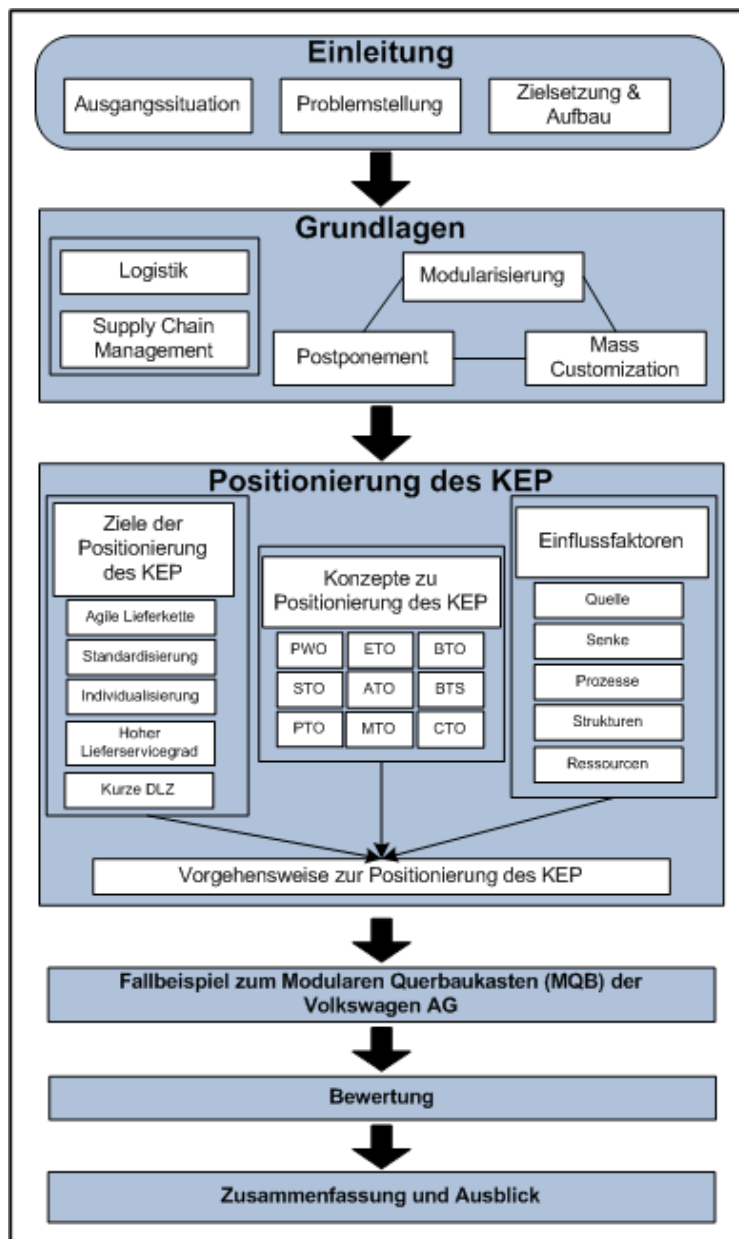 Einleitung
Ausgangssituation
Problemstellung
Zielsetzung &
Aufbau
Grundlagen
Logistik
Supply Chain
Management
Modularisierung
Postponement
Mass
Customization
Positionierung des KEP
Ziele der
Positionierung
des KEP
Agile Lieferkette
Standardisierung
Individualisierung
Hoher
Lieferservicegrad
Kurze DLZ
Konzepte zu
Positionierung des KEP
PWO ETO BTO
STO ATO BTS
PTO MTO CTO
Einflussfaktoren
Quelle
Senke
Prozesse
Strukturen
Ressourcen
Vorgehensweise zur Positionierung des KEP
Fallbeispiel zum Modularen Querbaukasten (MQB) der
Volkswagen AG
Bewertung
Zusammenfassung und Ausblick